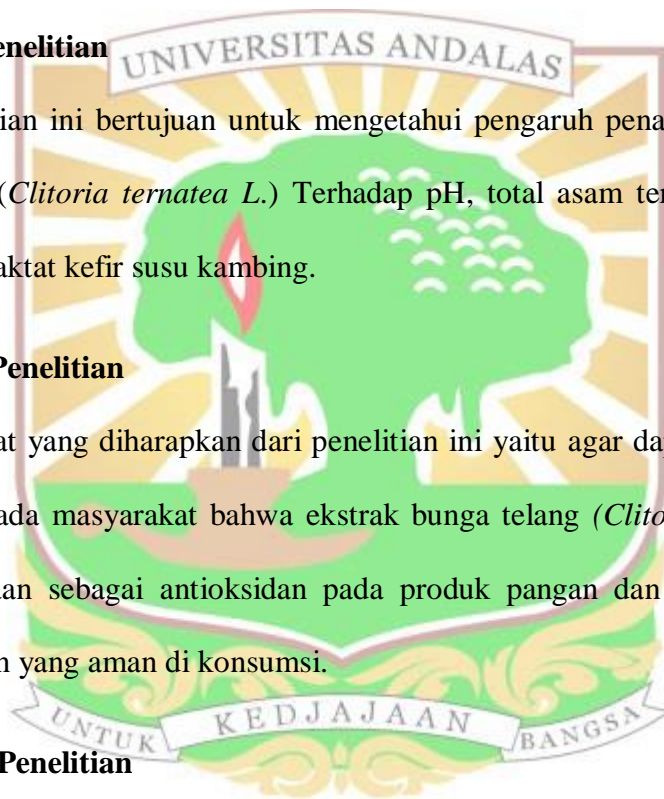 UNIVERSITAS ANDALAS
enelitian
ian ini bertujuan untuk mengetahui pengaruh pena
(Clitoria ternatea L.) Terhadap pH, total asam ter
aktat kefir susu kambing.
Penelitian
at yang diharapkan dari penelitian ini yaitu agar da
ada masyarakat bahwa ekstrak bunga telang (Clito
an sebagai antioksidan pada produk pangan dan
n yang aman di konsumsi.
UNTUK KEDJAJAAN BANGSA
Penelitian